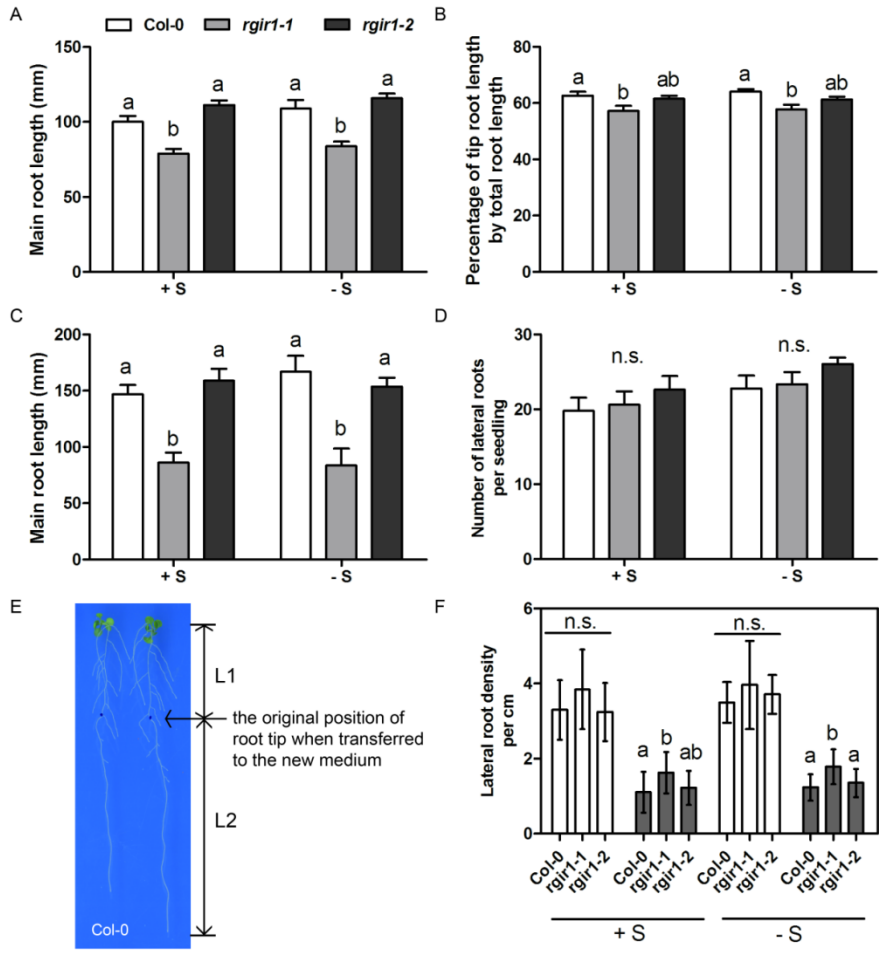 A
Col-0 rgir1-1 rgir1-2
Main root length (mm)
150
100
50
0
a b a a b a
+ S - S
B
Percentage of tip root length
by total root length
80
60
40
20
0
a b ab a b ab
+ S - S
C
Main root length (mm)
200
150
100
50
0
a b a a b a
+ S - S
D
Number of lateral roots
per seedling
30
20
10
0
n.s. n.s.
+ S - S
E
L1
the original position of
root tip when transferred
to the new medium
L2
Col-0
F
Lateral root density
per cm
6
4
2
0
n.s. a b ab n.s. a b a
Col-0 rgir1-1 rgir1-2 Col-0 rgir1-1 rgir1-2 Col-0 rgir1-1 rgir1-2 Col-0 rgir1-1 rgir1-2
+ S - S